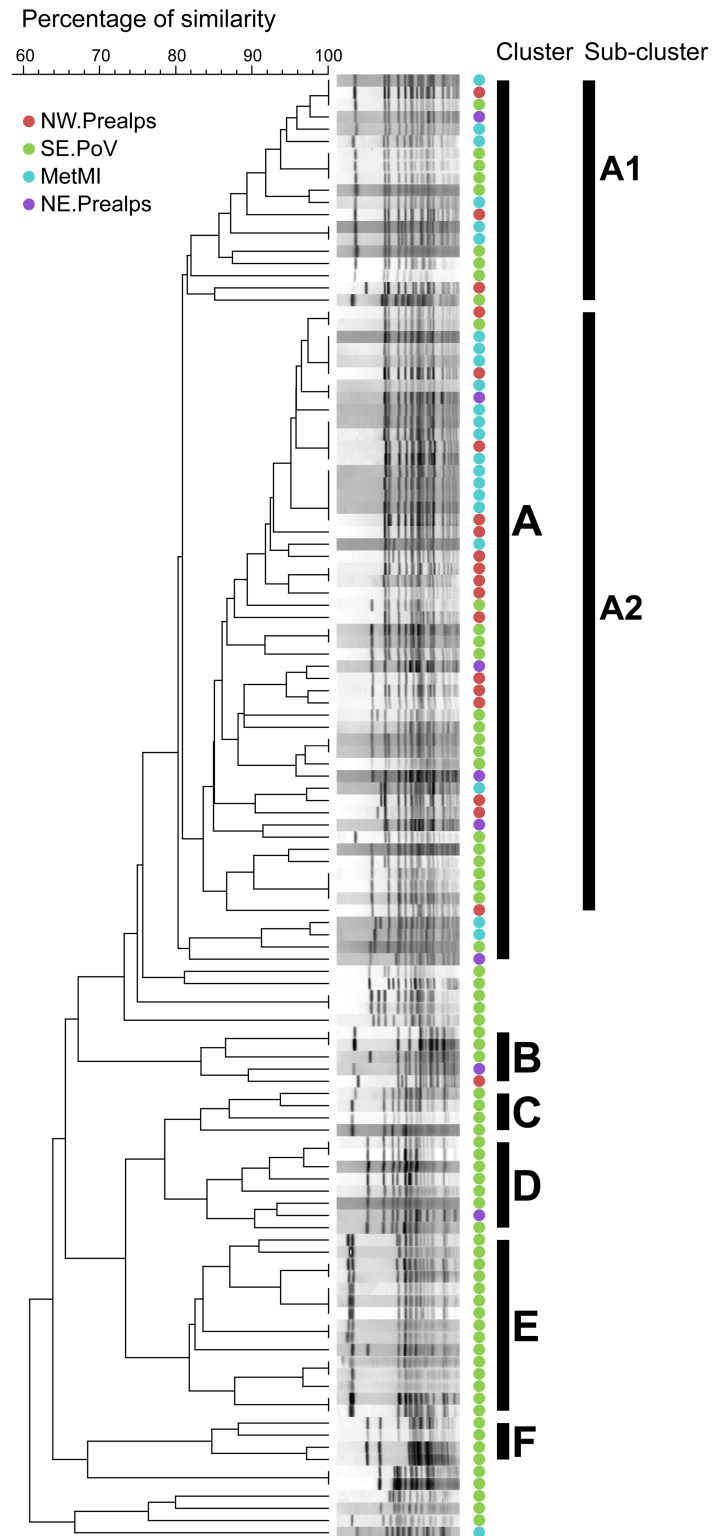 Percentage of similarity
60 70 80 90 100
Cluster Sub-cluster
NW.Prealps
SE.PoV
MetMI
NE.Prealps
A1
A
A2
B
C
D
E
F